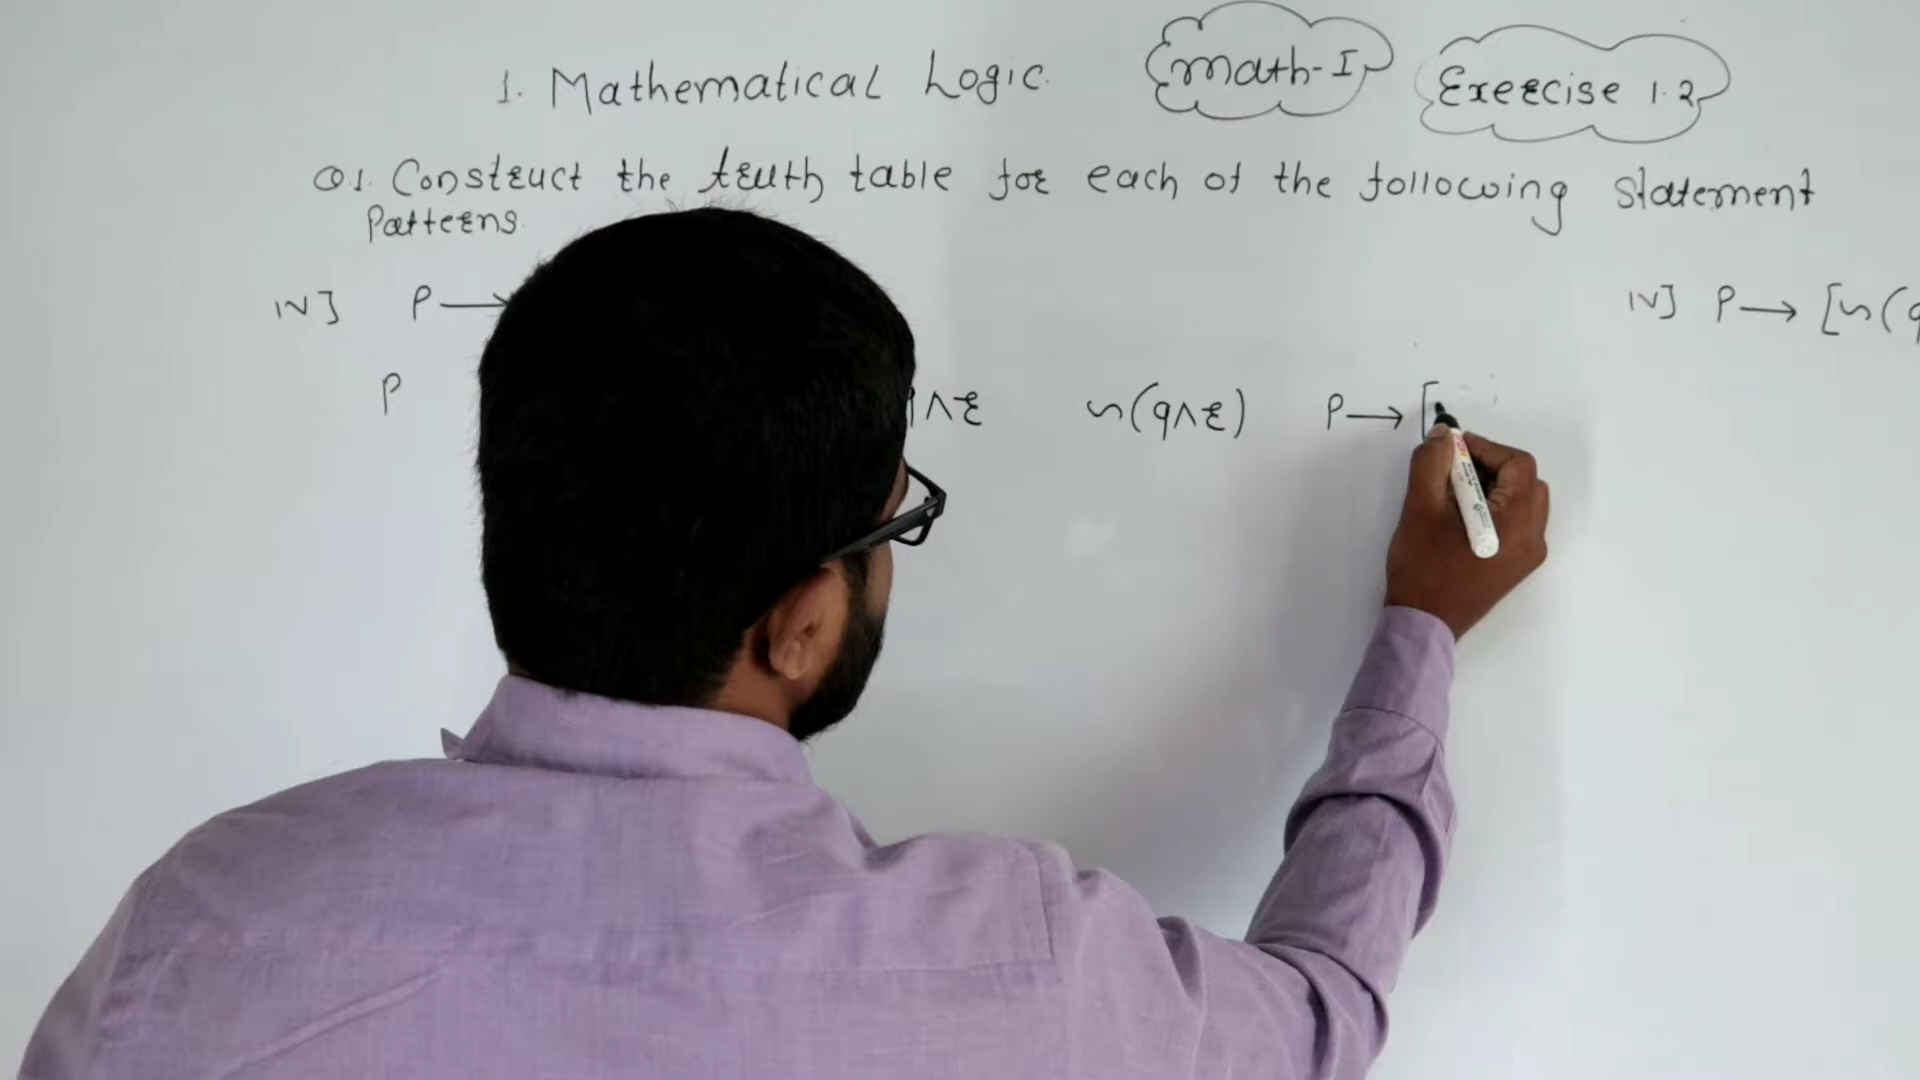 1. Mathematical Logic. Math-I Exercise 1.2
Q1. Construct the truth table for each of the following statement
Patterns.
IV] P → IV] P → [~(q
P q∧r ~(q∧r) P → [